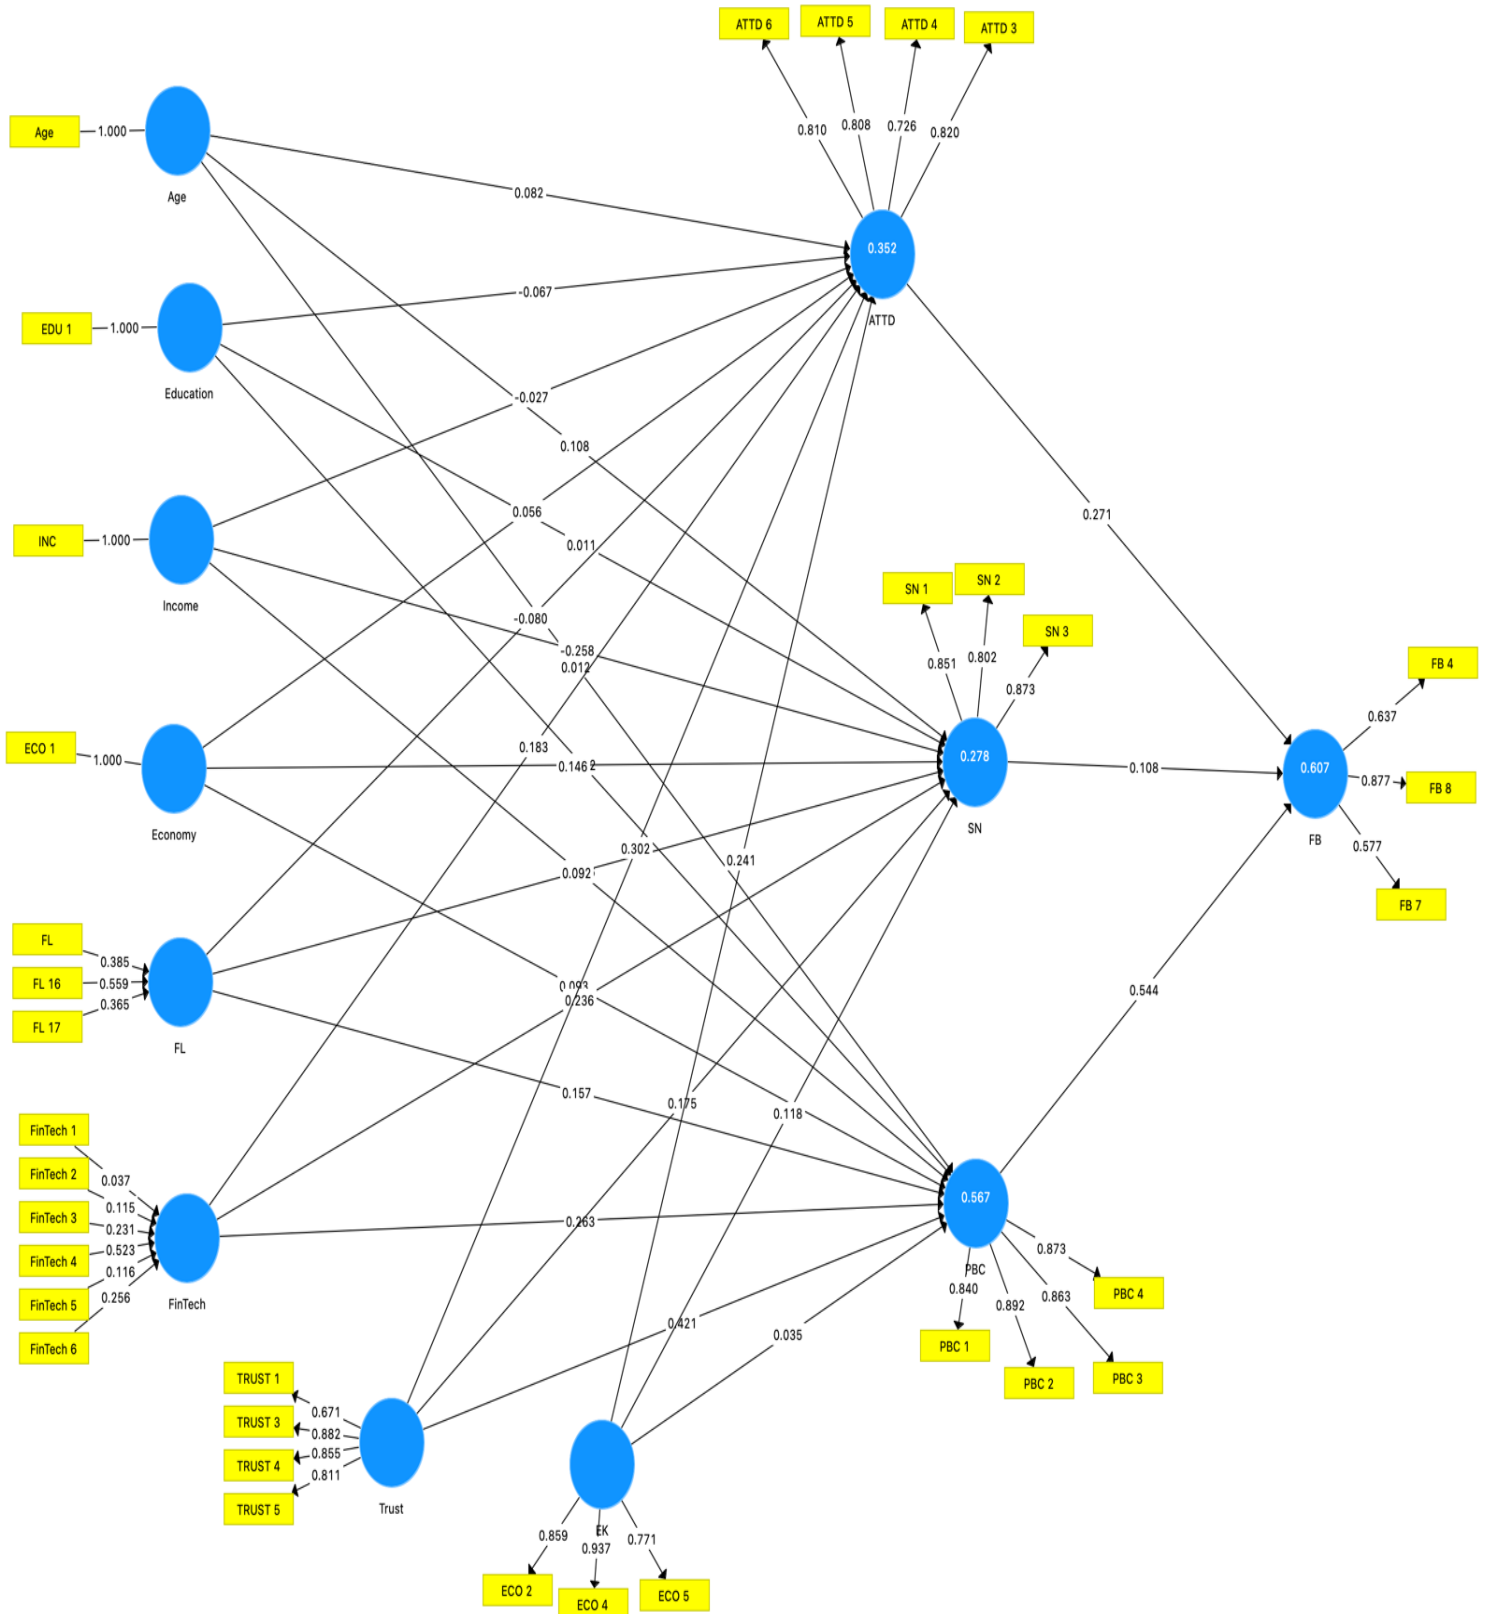 ATTD 6
ATTD 5
ATTD 4
ATTD 3
Age
1.000
0.810
0.808
0.726
0.820
Age
0.082
0.352
ATTD
EDU 1
1.000
-0.067
Education
-0.027
0.108
0.271
0.056
0.011
INC
1.000
Income
SN 1
SN 2
SN 3
-0.080
-0.258
0.012
0.851
0.802
0.873
FB 4
0.637
ECO 1
1.000
0.183
0.146
0.278
0.108
0.607
0.877
FB 8
Economy
SN
FB
0.577
FB 7
0.302
0.092
0.241
FL
0.385
FL 16
0.559
0.365
FL 17
FL
0.236
0.544
0.157
0.175
0.118
FinTech 1
0.037
FinTech 2
0.115
FinTech 3
0.231
FinTech 4
0.523
0.116
FinTech 5
0.256
FinTech 6
FinTech
0.263
0.567
PBC
0.873
0.840
0.892
0.863
PBC 4
PBC 1
PBC 2
PBC 3
0.421
0.035
TRUST 1
0.671
TRUST 3
0.882
0.855
TRUST 4
0.811
TRUST 5
Trust
EK
0.859
0.937
0.771
ECO 2
ECO 4
ECO 5